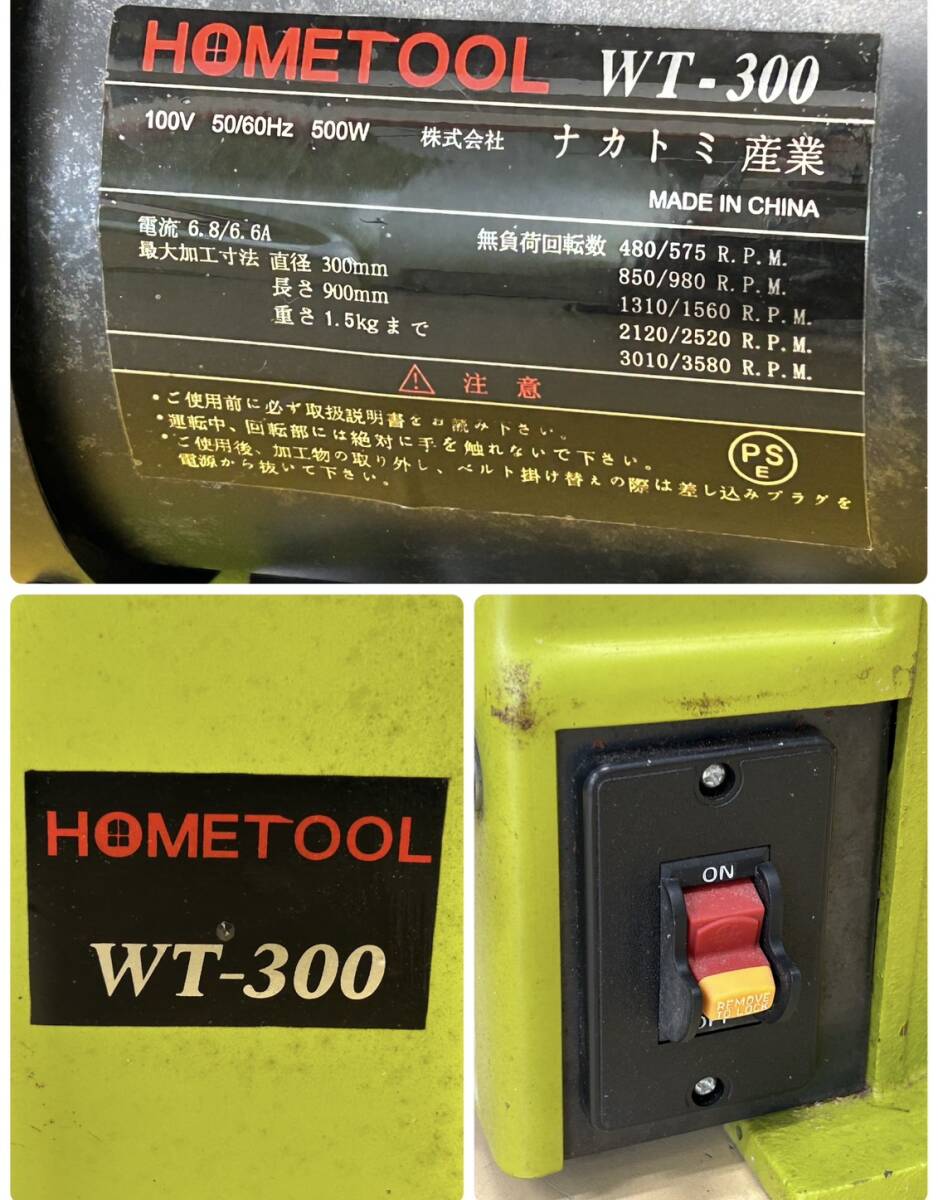 HOMETOOL WT-300
100V 50/60Hz 500W 株式会社 ナカトミ産業
MADE IN CHINA
電流 6.8/6.6A
最大加工寸法 直径 300mm
長さ 900mm
重さ 1.5kgまで
無負荷回転数 480/575 R.P.M.
850/980 R.P.M.
1310/1560 R.P.M.
2120/2520 R.P.M.
3010/3580 R.P.M.
注意
・ご使用前に必ず取扱説明書をお読み下さい。
・運転中、回転部には絶対に手を触れないで下さい。
・ご使用後、加工物の取り外し、ベルト掛け替えの際は差し込みプラグを
電源から抜いて下さい。
PS
E
HOMETOOL
WT-300
ON
REMOVE
TO LOCK
OFF